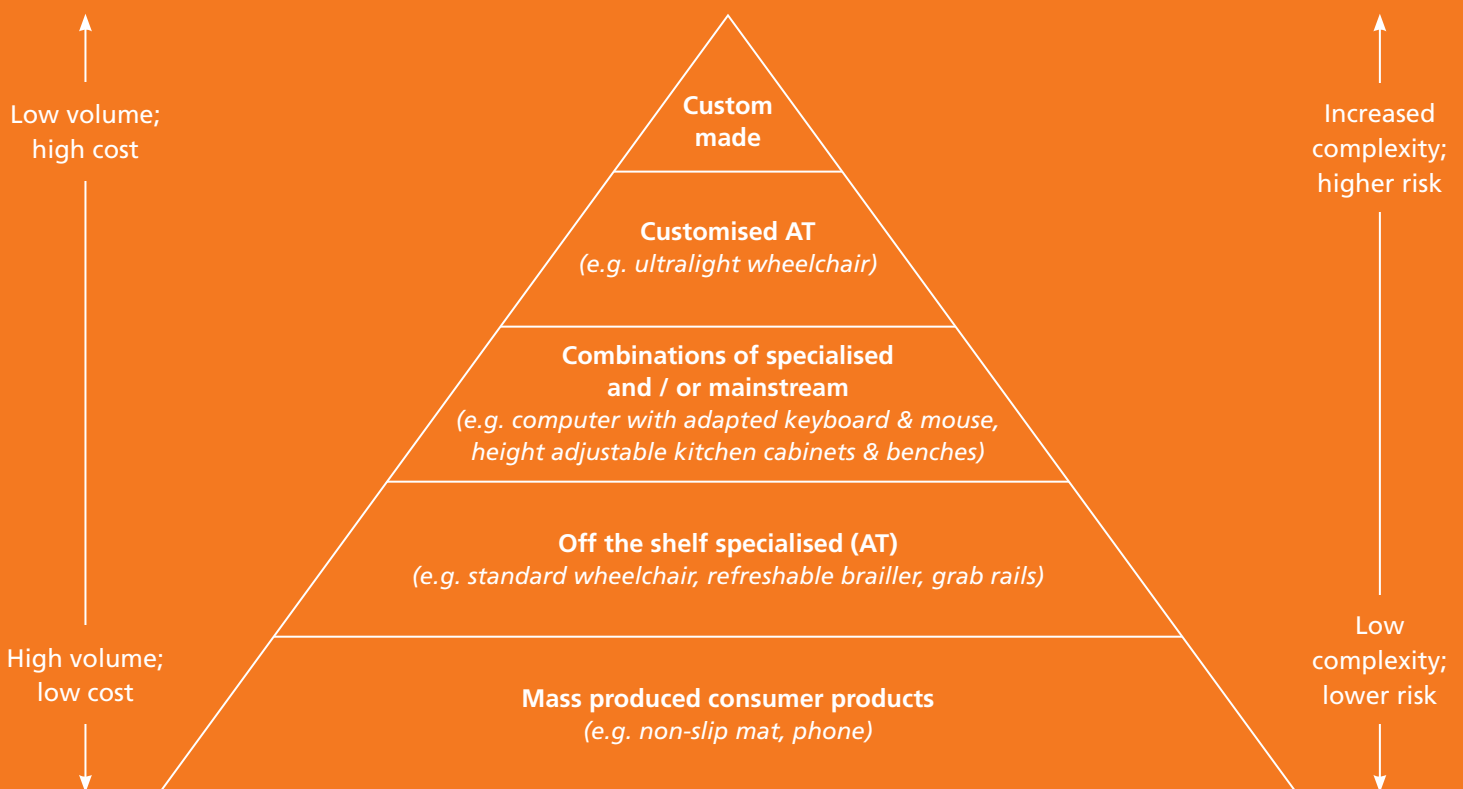 Low volume;
high cost
High volume;
low cost
Custom
made
Customised AT
(e.g. ultralight wheelchair)
Combinations of specialised
and / or mainstream
(e.g. computer with adapted keyboard & mouse,
height adjustable kitchen cabinets & benches)
Off the shelf specialised (AT)
(e.g. standard wheelchair, refreshable brailler, grab rails)
Mass produced consumer products
(e.g. non-slip mat, phone)
Increased
complexity;
higher risk
Low
complexity;
lower risk